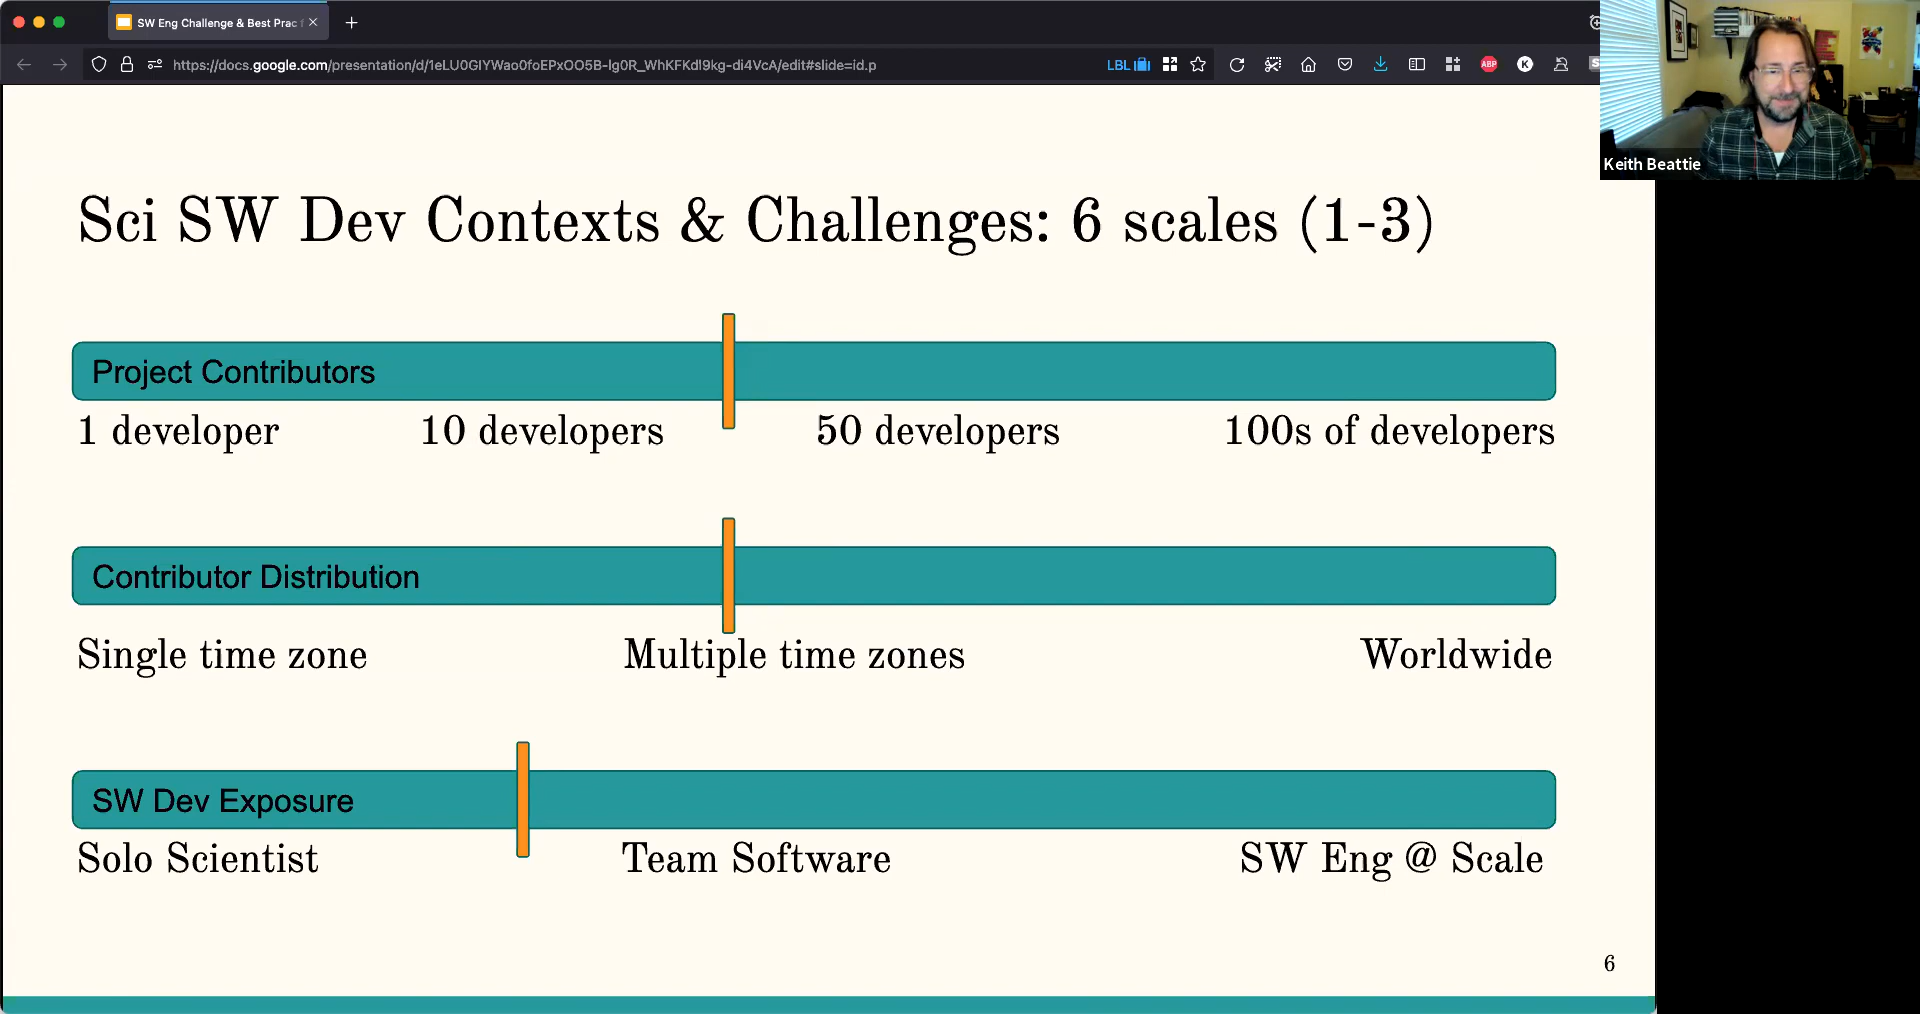 SW Eng Challenge & Best Prac f
https://docs.google.com/presentation/d/1eLU0GIYWao0foEPxOO5B-lg0R_WhKFKdl9kg-di4VcA/edit#slide=id.p
LBL
ABP
K
S
Keith Beattie
Sci SW Dev Contexts & Challenges: 6 scales (1-3)
Project Contributors
1 developer 10 developers 50 developers 100s of developers
Contributor Distribution
Single time zone Multiple time zones Worldwide
SW Dev Exposure
Solo Scientist Team Software SW Eng @ Scale
6